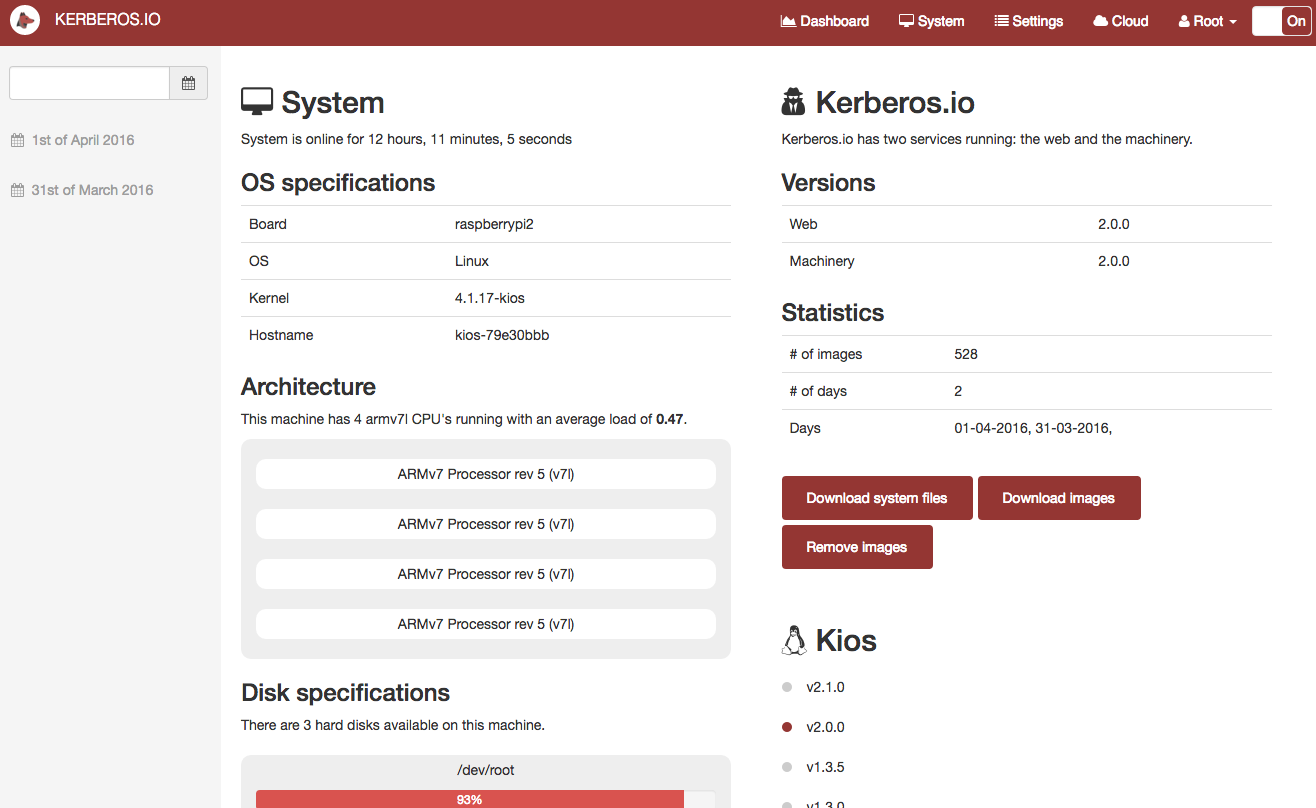 KERBEROS.IO
Dashboard System Settings Cloud Root On
1st of April 2016
31st of March 2016
System
System is online for 12 hours, 11 minutes, 5 seconds
OS specifications
Board raspberrypi2
OS Linux
Kernel 4.1.17-kios
Hostname kios-79e30bbb
Architecture
This machine has 4 armv7l CPU's running with an average load of 0.47.
ARMv7 Processor rev 5 (v7l)
ARMv7 Processor rev 5 (v7l)
ARMv7 Processor rev 5 (v7l)
ARMv7 Processor rev 5 (v7l)
Disk specifications
There are 3 hard disks available on this machine.
/dev/root
93%
Kerberos.io
Kerberos.io has two services running: the web and the machinery.
Versions
Web 2.0.0
Machinery 2.0.0
Statistics
# of images 528
# of days 2
Days 01-04-2016, 31-03-2016,
Download system files Download images
Remove images
Kios
v2.1.0
v2.0.0
v1.3.5
v1.3.0